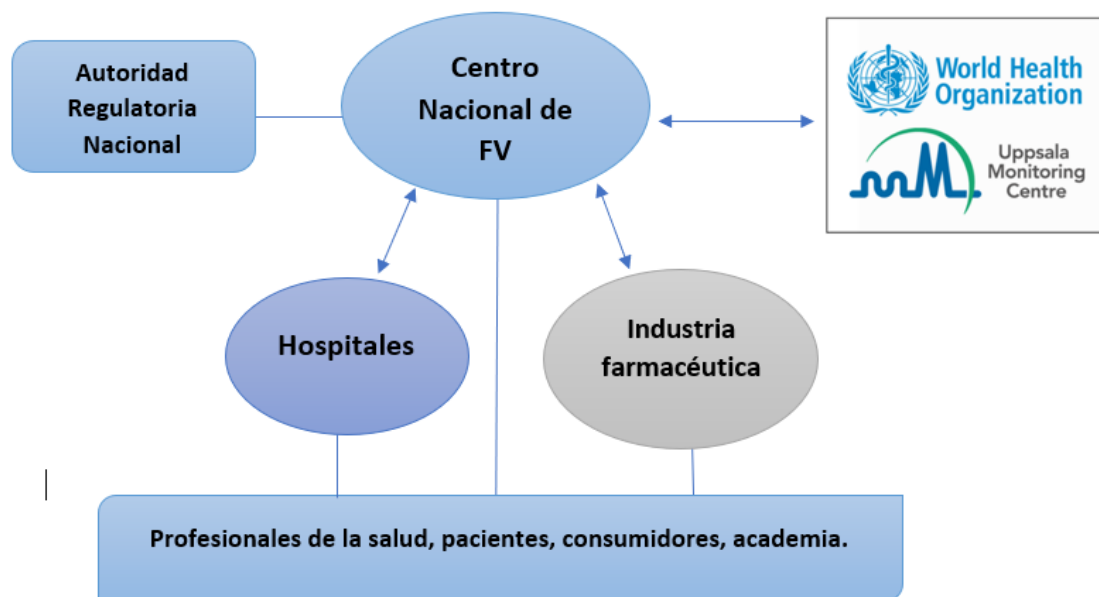 Autoridad
Regulatoria
Nacional
Centro
Nacional de
FV
World Health
Organization
Uppsala
Monitoring
Centre
Hospitales
Industria
farmacéutica
Profesionales de la salud, pacientes, consumidores, academia.